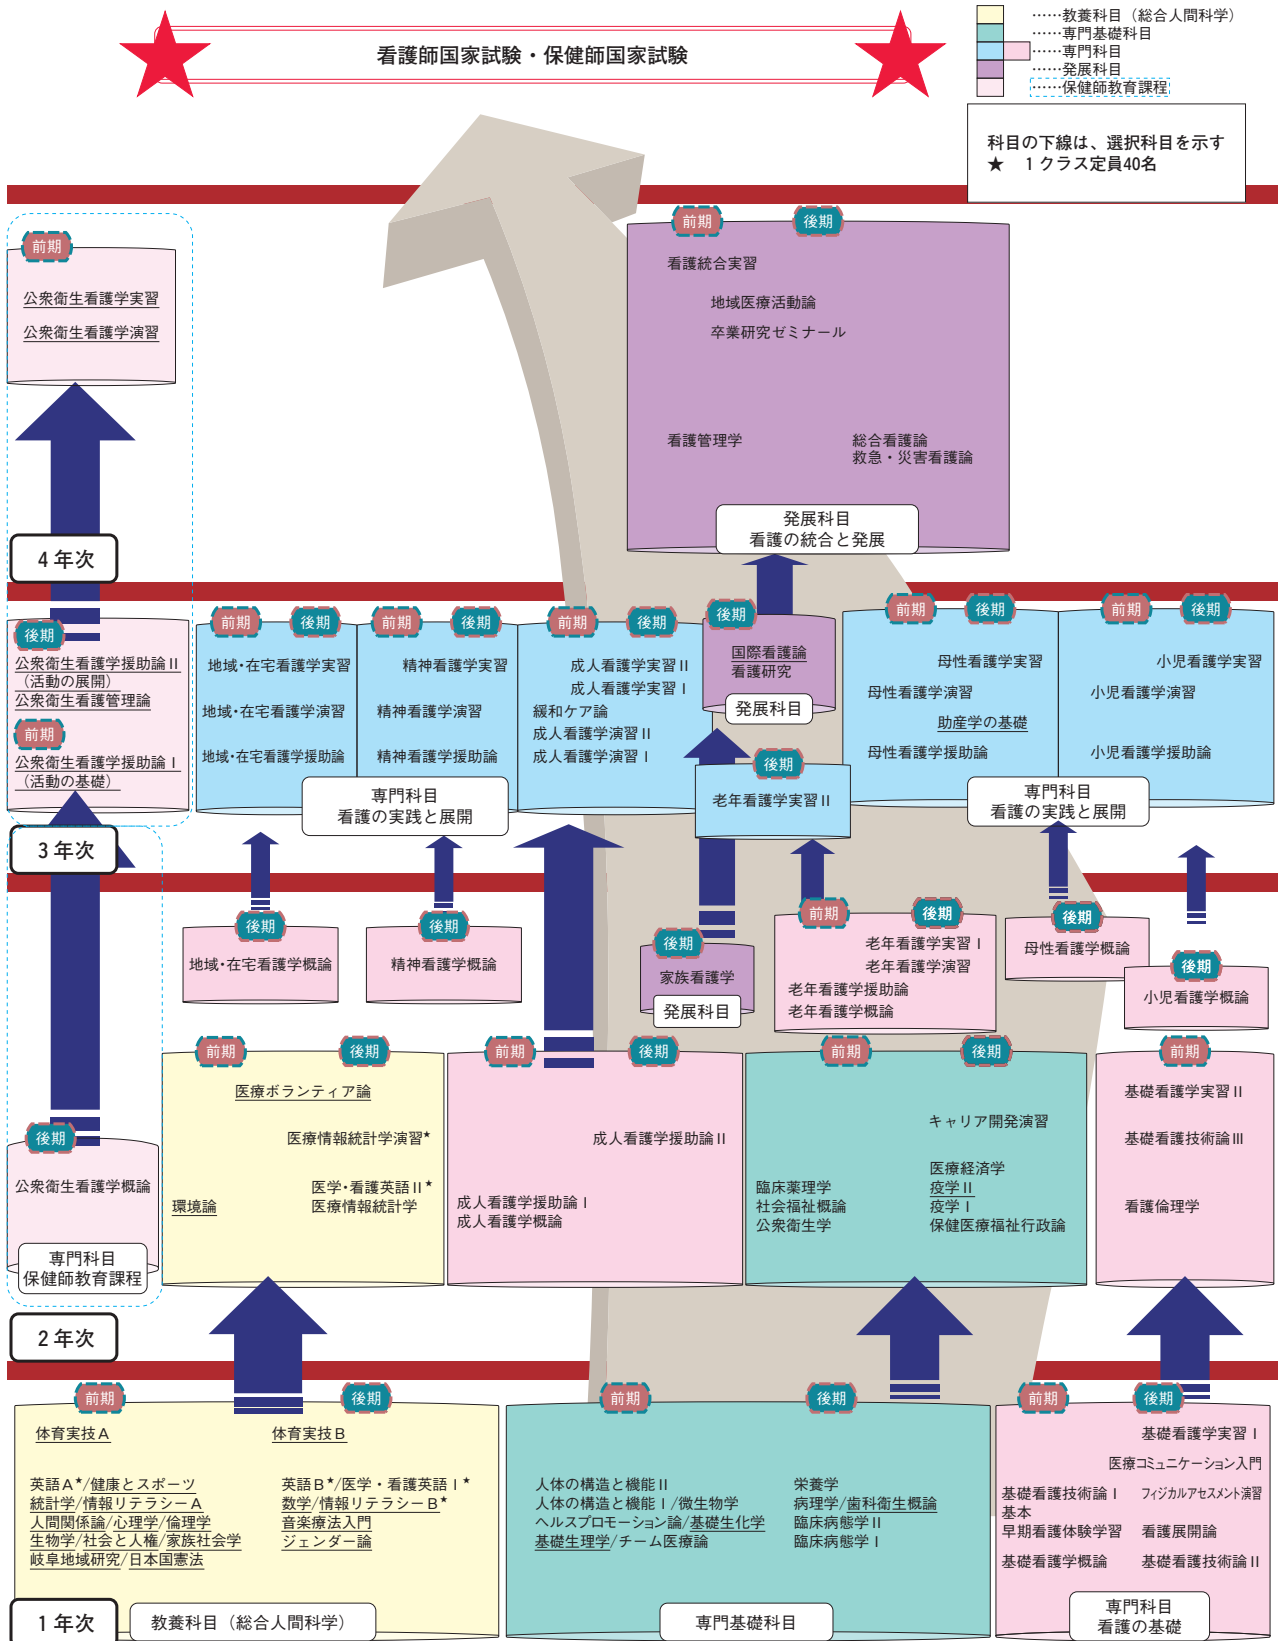 看護師国家試験・保健師国家試験
……教養科目（総合人間科学）
……専門基礎科目
……専門科目
……発展科目
……保健師教育課程
科目の下線は、選択科目を示す
★　1クラス定員40名
前期
公衆衛生看護学実習
公衆衛生看護学演習
前期
後期
看護統合実習
地域医療活動論
卒業研究ゼミナール
看護管理学
総合看護論
救急・災害看護論
発展科目
看護の統合と発展
4年次
後期
公衆衛生看護学援助論Ⅱ
（活動の展開）
公衆衛生看護管理論
前期
公衆衛生看護学援助論Ⅰ
（活動の基礎）
前期
後期
地域・在宅看護学実習
地域・在宅看護学演習
地域・在宅看護学援助論
前期
後期
精神看護学実習
精神看護学演習
精神看護学援助論
専門科目
看護の実践と展開
前期
後期
成人看護学実習Ⅱ
成人看護学実習Ⅰ
緩和ケア論
成人看護学演習Ⅱ
成人看護学演習Ⅰ
後期
国際看護論
看護研究
発展科目
後期
老年看護学実習Ⅱ
前期
後期
母性看護学実習
母性看護学演習
助産学の基礎
母性看護学援助論
前期
後期
小児看護学実習
小児看護学演習
小児看護学援助論
専門科目
看護の実践と展開
3年次
後期
地域・在宅看護学概論
後期
精神看護学概論
後期
家族看護学
発展科目
前期
後期
老年看護学実習Ⅰ
老年看護学演習
老年看護学援助論
老年看護学概論
後期
母性看護学概論
後期
小児看護学概論
後期
公衆衛生看護学概論
専門科目
保健師教育課程
前期
後期
医療ボランティア論
医療情報統計学演習★
医学・看護英語Ⅱ★
環境論
医療情報統計学
前期
後期
成人看護学援助論Ⅱ
成人看護学援助論Ⅰ
成人看護学概論
前期
後期
キャリア開発演習
医療経済学
臨床薬理学
疫学Ⅱ
社会福祉概論
疫学Ⅰ
公衆衛生学
保健医療福祉行政論
前期
基礎看護学実習Ⅱ
基礎看護技術論Ⅲ
看護倫理学
2年次
前期
後期
体育実技A
体育実技B
英語A★/健康とスポーツ
統計学/情報リテラシーA
人間関係論/心理学/倫理学
生物学/社会と人権/家族社会学
岐阜地域研究/日本国憲法
英語B★/医学・看護英語Ⅰ★
数学/情報リテラシーB★
音楽療法入門
ジェンダー論
教養科目（総合人間科学）
前期
後期
人体の構造と機能Ⅱ
人体の構造と機能Ⅰ/微生物学
ヘルスプロモーション論/基礎生化学
基礎生理学/チーム医療論
栄養学
病理学/歯科衛生概論
臨床病態学Ⅱ
臨床病態学Ⅰ
専門基礎科目
前期
後期
基礎看護学実習Ⅰ
医療コミュニケーション入門
基礎看護技術論Ⅰ
基本
フィジカルアセスメント演習
早期看護体験学習
看護展開論
基礎看護学概論
基礎看護技術論Ⅱ
専門科目
看護の基礎
1年次